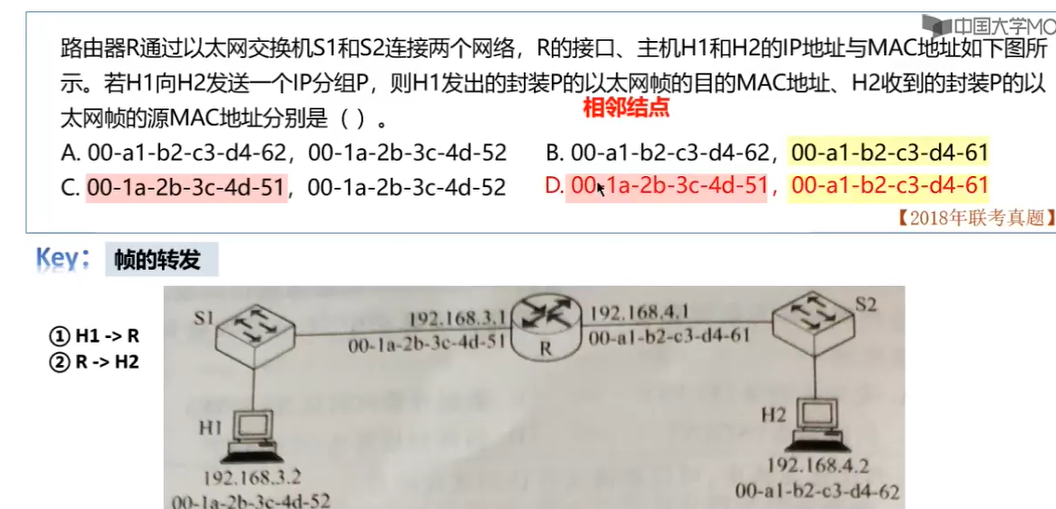 中国大学MO
路由器R通过以太网交换机S1和S2连接两个网络，R的接口、主机H1和H2的IP地址与MAC地址如下图所
示。若H1向H2发送一个IP分组P，则H1发出的封装P的以太网帧的目的MAC地址、H2收到的封装P的以
太网帧的源MAC地址分别是（ ）。
相邻结点
A. 00-a1-b2-c3-d4-62，00-1a-2b-3c-4d-52 B. 00-a1-b2-c3-d4-62，00-a1-b2-c3-d4-61
C. 00-1a-2b-3c-4d-51，00-1a-2b-3c-4d-52 D. 00-1a-2b-3c-4d-51，00-a1-b2-c3-d4-61
【2018年联考真题】
Key： 帧的转发
① H1 -> R
② R -> H2
S1
192.168.3.1
00-1a-2b-3c-4d-51
R
192.168.4.1
00-a1-b2-c3-d4-61
S2
H1
192.168.3.2
00-1a-2b-3c-4d-52
H2
192.168.4.2
00-a1-b2-c3-d4-62